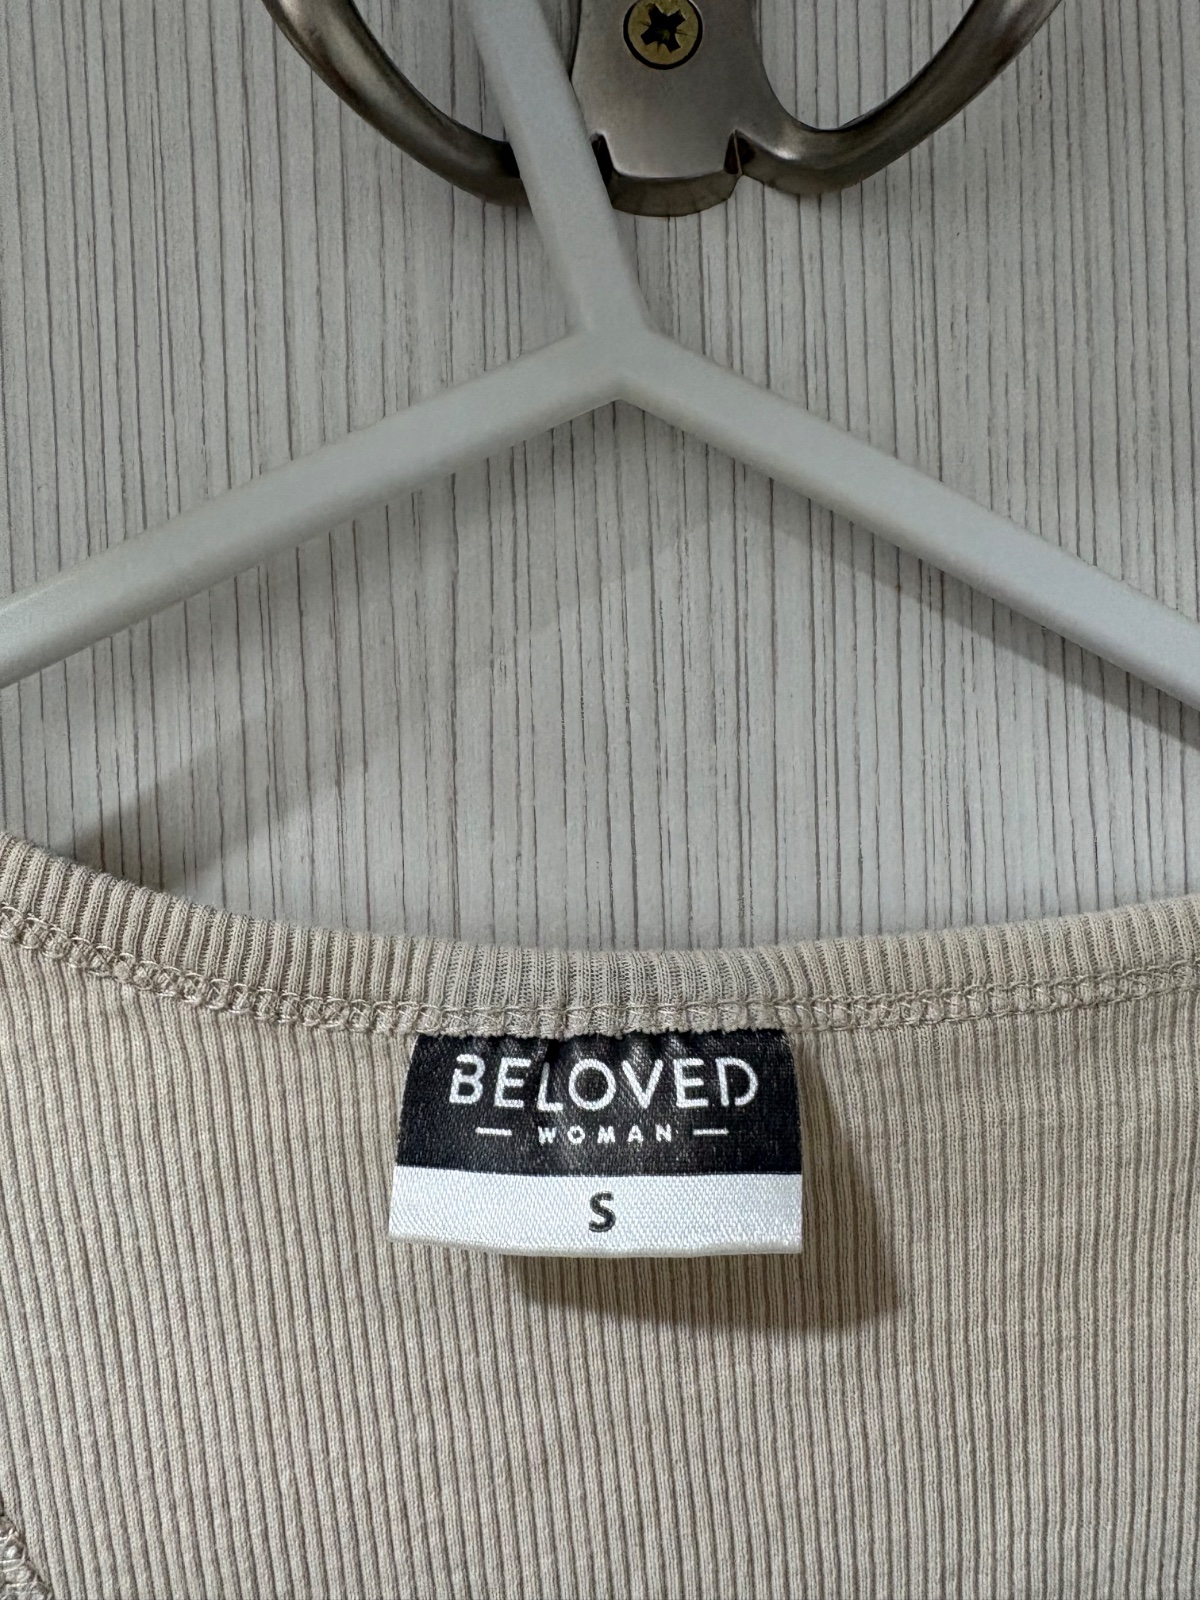 BELOVED
— WOMAN —
S